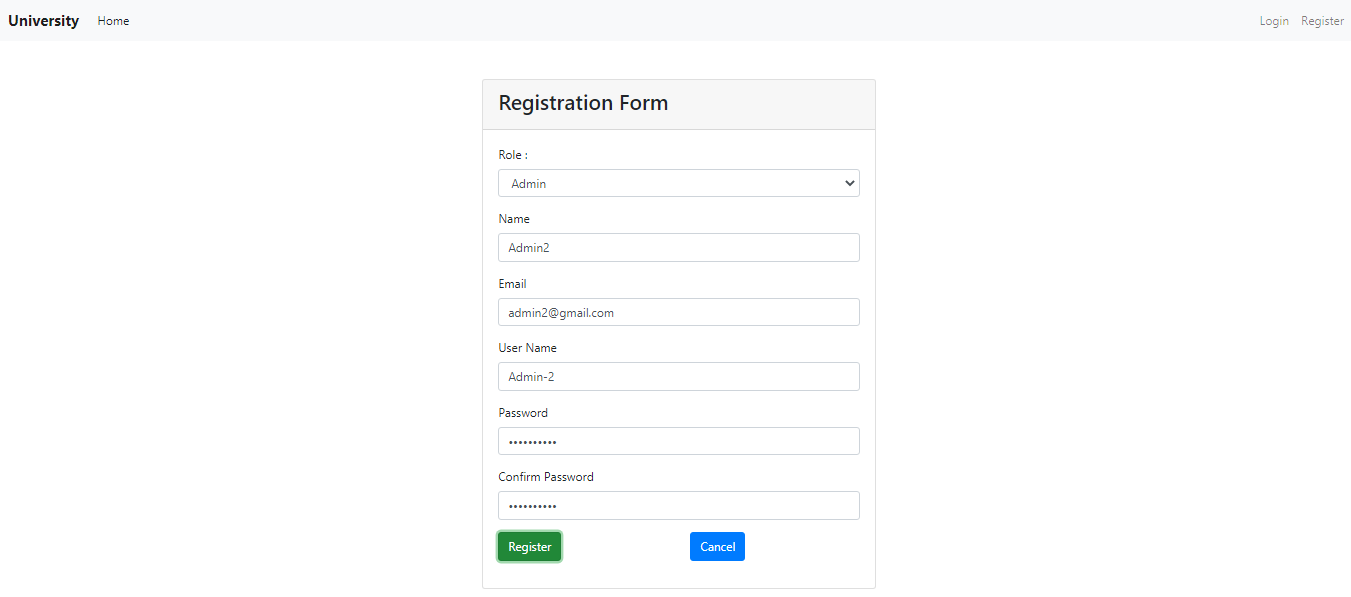 University Home Login Register
Registration Form
Role :
Admin
Name
Admin2
Email
admin2@gmail.com
User Name
Admin-2
Password
••••••••••
Confirm Password
••••••••••
Register Cancel